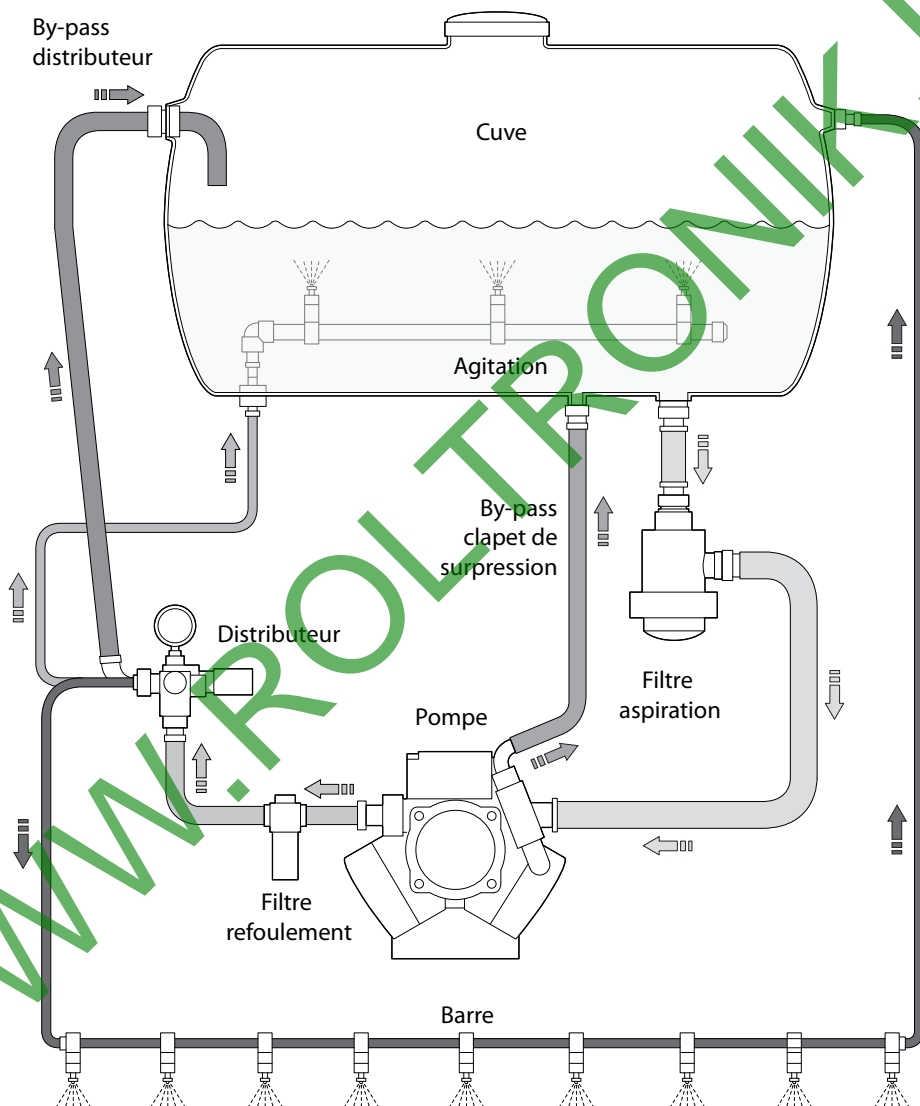 By-pass
distributeur
Cuve
Agitation
By-pass
clapet de
surpression
Distributeur
Filtre
aspiration
Pompe
Filtre
refoulement
Barre
WWW.ROLTRONIK